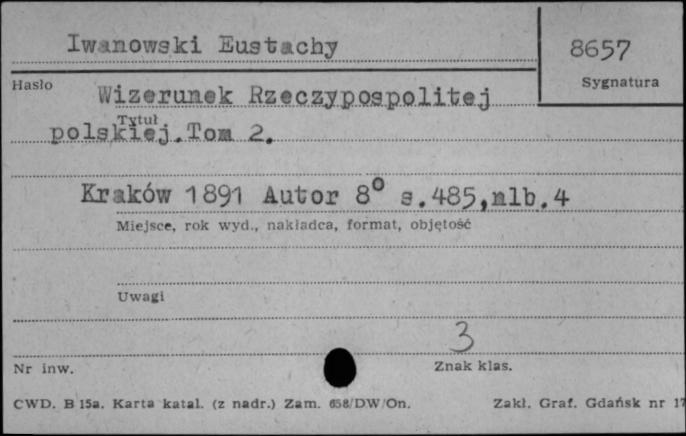 Iwanowski Eustachy
8657
Hasło
Sygnatura
Wizerunek Rzeczypospolitej
Tytuł
polskiej.Tom 2.
Kraków 1891 Autor 8° s.485,nlb.4
Miejsce, rok wyd., nakładca, format, objętość
Uwagi
3
Nr inw.
Znak klas.
CWD. B 15a. Karta katal. (z nadr.) Zam. 658/DW/On.
Zakł. Graf. Gdańsk nr 17